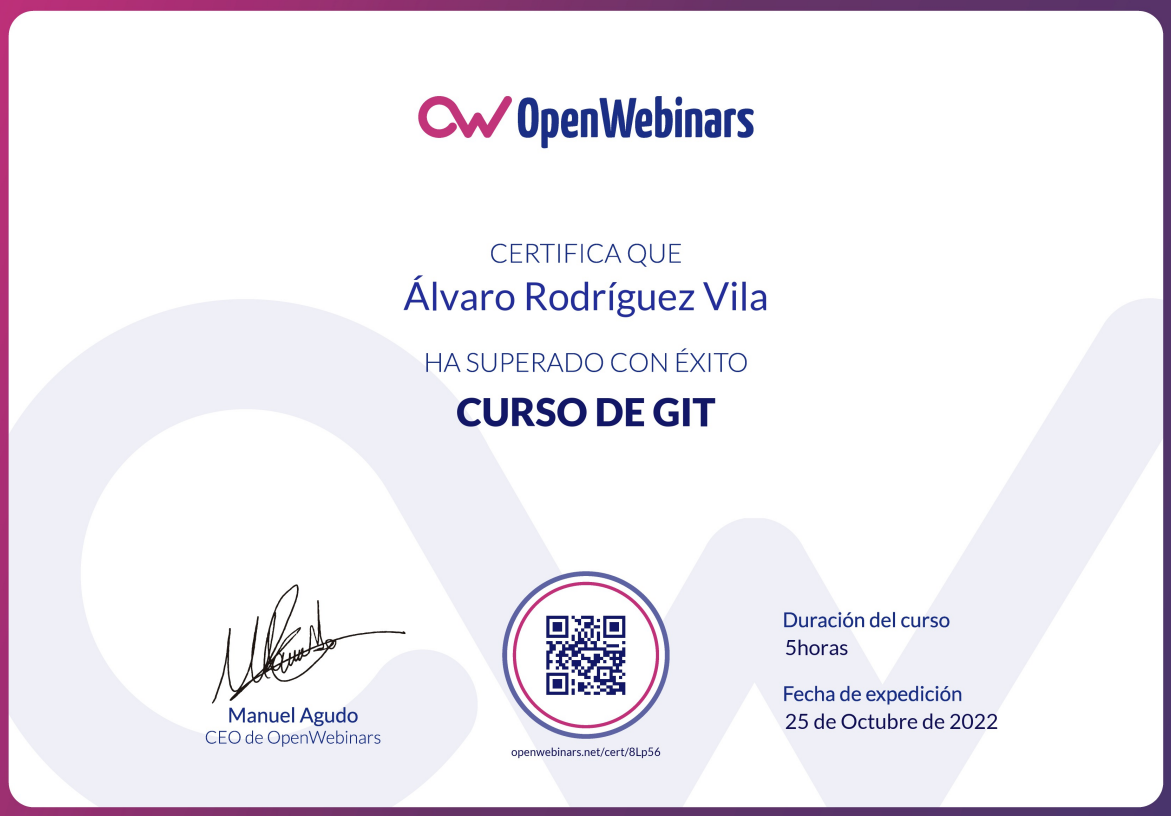 OpenWebinars
CERTIFICA QUE
Álvaro Rodríguez Vila
HA SUPERADO CON ÉXITO
CURSO DE GIT
Manuel Agudo
CEO de OpenWebinars
openwebinars.net/cert/8Lp56
Duración del curso
5horas
Fecha de expedición
25 de Octubre de 2022